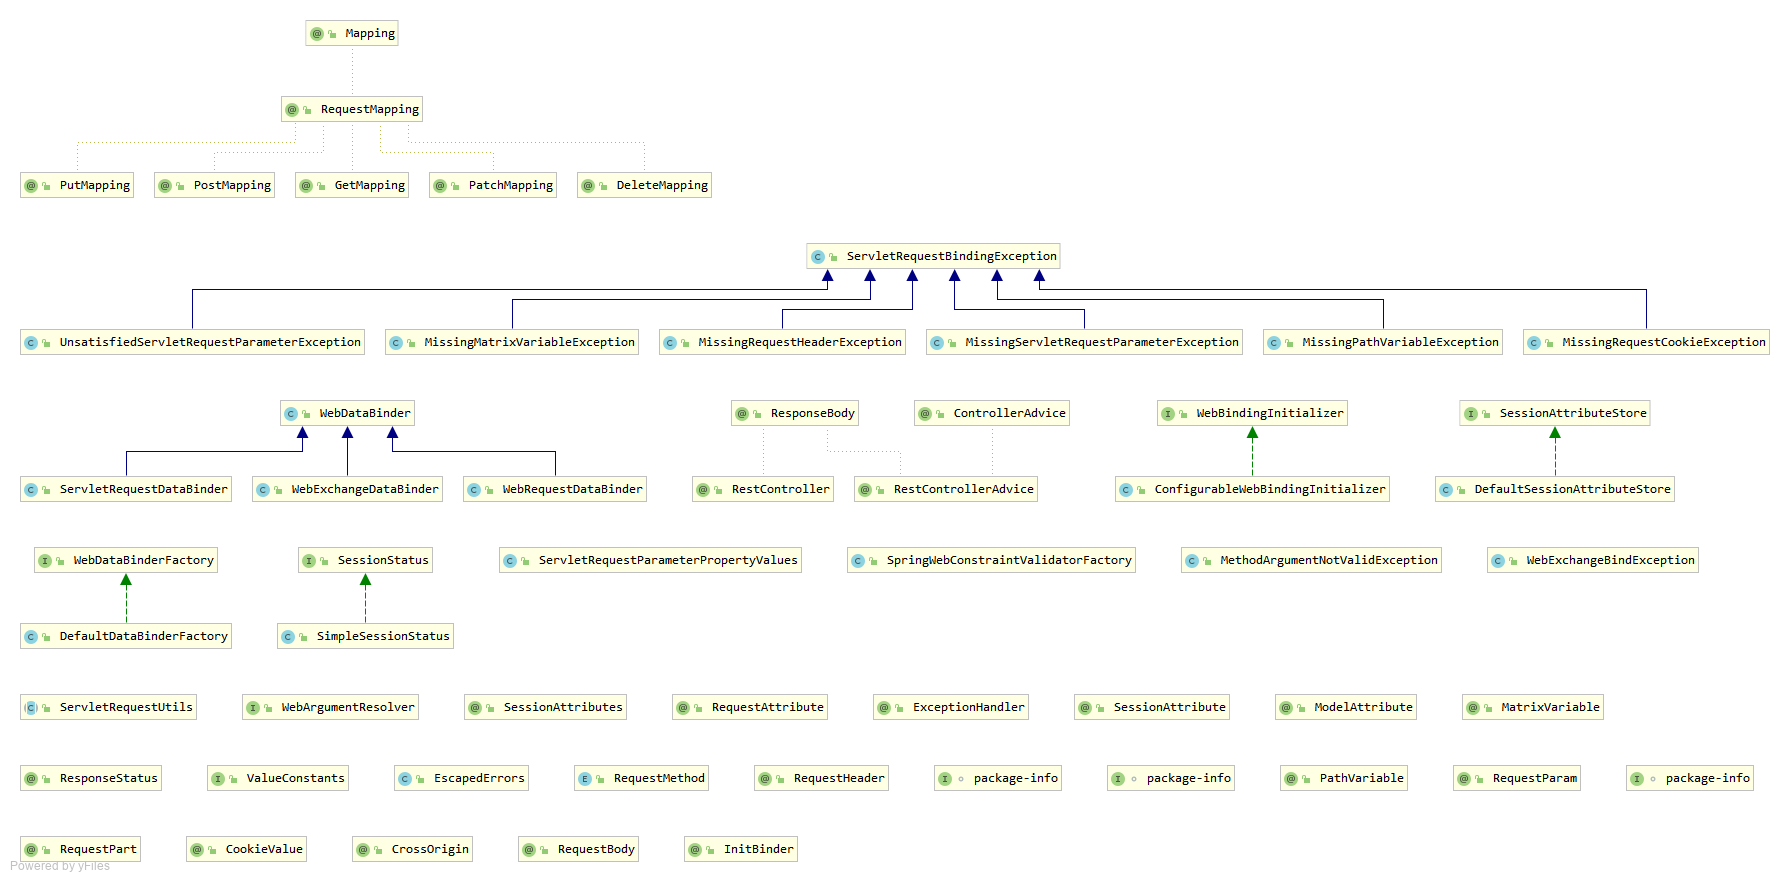 Mapping
RequestMapping
PutMapping PostMapping GetMapping PatchMapping DeleteMapping
ServletRequestBindingException
UnsatisfiedServletRequestParameterException MissingMatrixVariableException MissingRequestHeaderException MissingServletRequestParameterException MissingPathVariableException MissingRequestCookieException
WebDataBinder ResponseBody ControllerAdvice WebBindingInitializer SessionAttributeStore
ServletRequestDataBinder WebExchangeDataBinder WebRequestDataBinder RestController RestControllerAdvice ConfigurableWebBindingInitializer DefaultSessionAttributeStore
WebDataBinderFactory SessionStatus ServletRequestParameterPropertyValues SpringWebConstraintValidatorFactory MethodArgumentNotValidException WebExchangeBindException
DefaultDataBinderFactory SimpleSessionStatus
ServletRequestUtils WebArgumentResolver SessionAttributes RequestAttribute ExceptionHandler SessionAttribute ModelAttribute MatrixVariable
ResponseStatus ValueConstants EscapedErrors RequestMethod RequestHeader package-info package-info PathVariable RequestParam package-info
RequestPart CookieValue CrossOrigin RequestBody InitBinder
Powered by yFiles